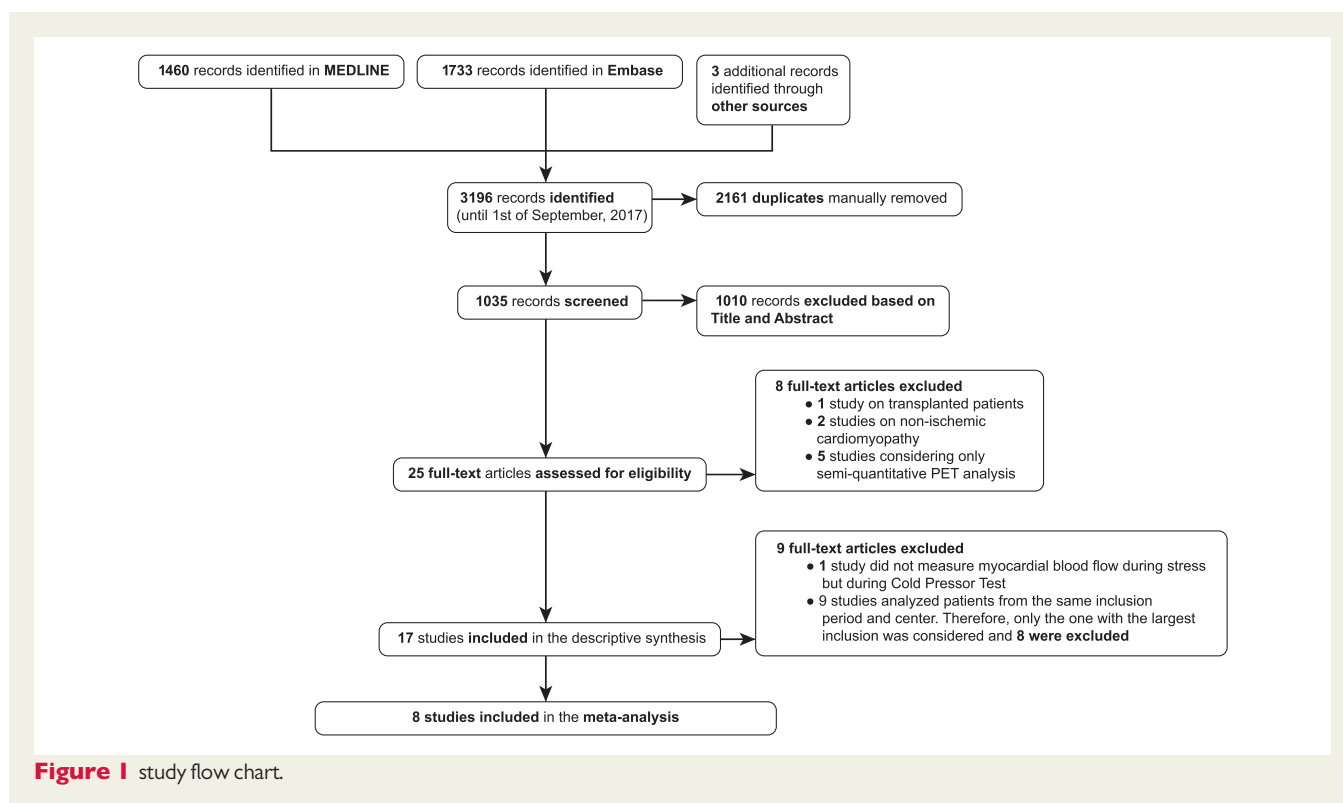 1460 records identified in MEDLINE
1733 records identified in Embase
3 additional records
identified through
other sources
3196 records identified
(until 1st of September, 2017)
2161 duplicates manually removed
1035 records screened
1010 records excluded based on
Title and Abstract
8 full-text articles excluded
● 1 study on transplanted patients
● 2 studies on non-ischemic
cardiomyopathy
● 5 studies considering only
semi-quantitative PET analysis
25 full-text articles assessed for eligibility
9 full-text articles excluded
● 1 study did not measure myocardial blood flow during stress
but during Cold Pressor Test
● 9 studies analyzed patients from the same inclusion
period and center. Therefore, only the one with the largest
inclusion was considered and 8 were excluded
17 studies included in the descriptive synthesis
8 studies included in the meta-analysis
Figure 1 study flow chart.